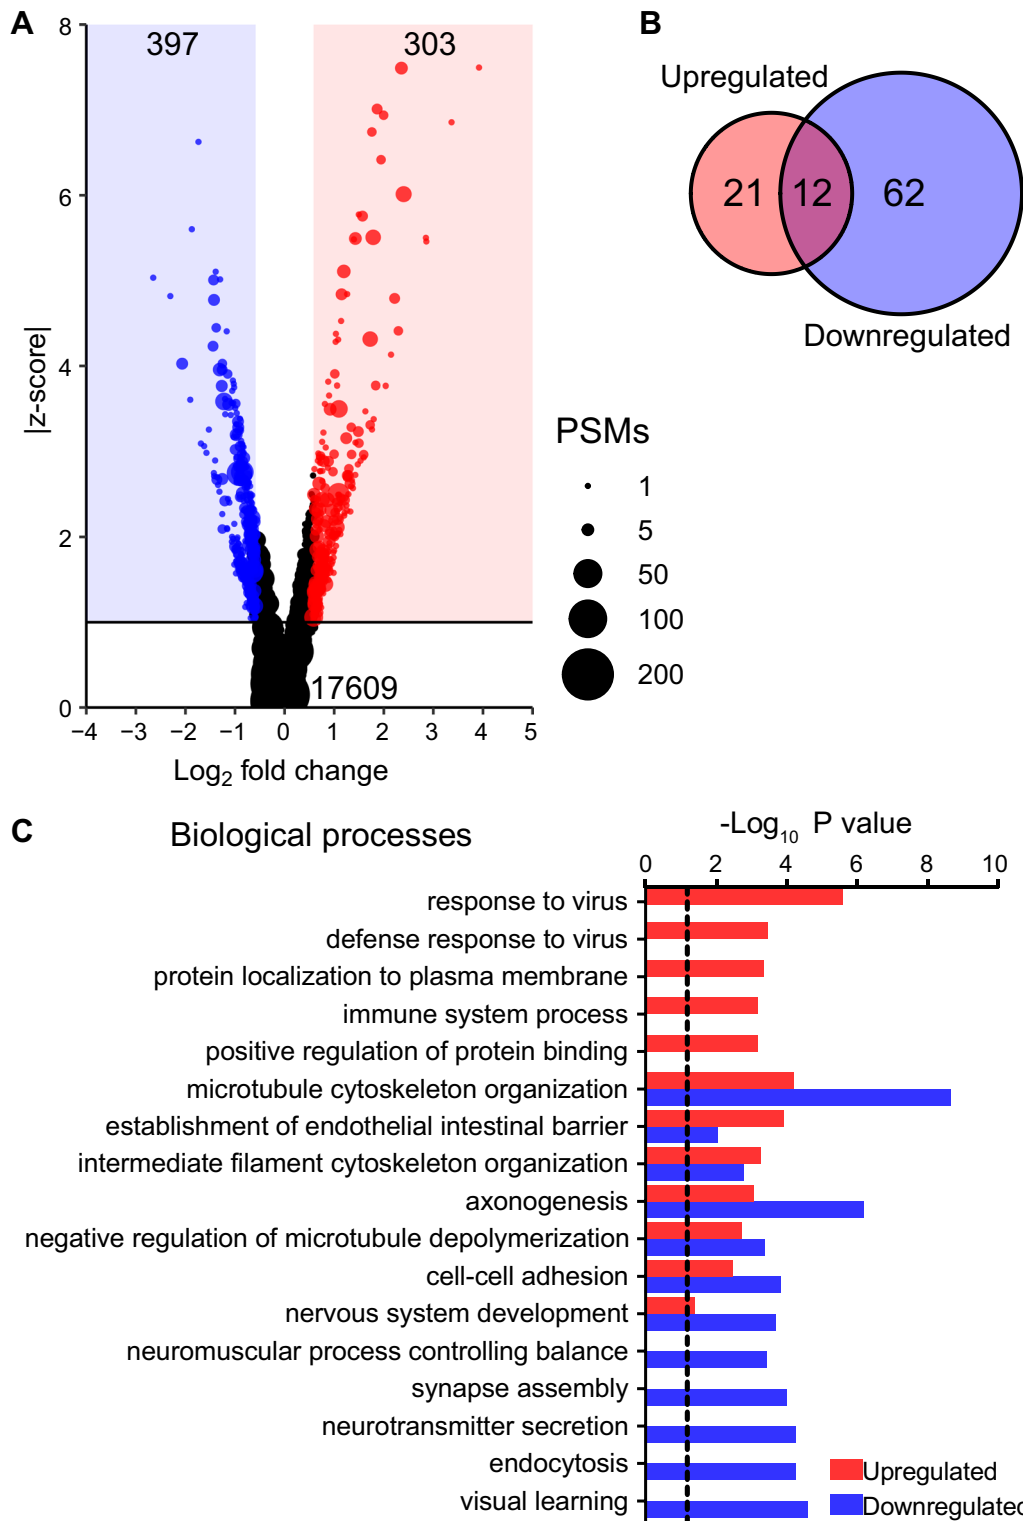 A
8
397
303
6
4
2
0
|z-score|
17609
−4 −3 −2 −1 0 1 2 3 4 5
Log2 fold change
B
Upregulated
21 12 62
Downregulated
PSMs
1
5
50
100
200
C
Biological processes
-Log10 P value
0 2 4 6 8 10
response to virus
defense response to virus
protein localization to plasma membrane
immune system process
positive regulation of protein binding
microtubule cytoskeleton organization
establishment of endothelial intestinal barrier
intermediate filament cytoskeleton organization
axonogenesis
negative regulation of microtubule depolymerization
cell-cell adhesion
nervous system development
neuromuscular process controlling balance
synapse assembly
neurotransmitter secretion
endocytosis
visual learning
Upregulated
Downregulated